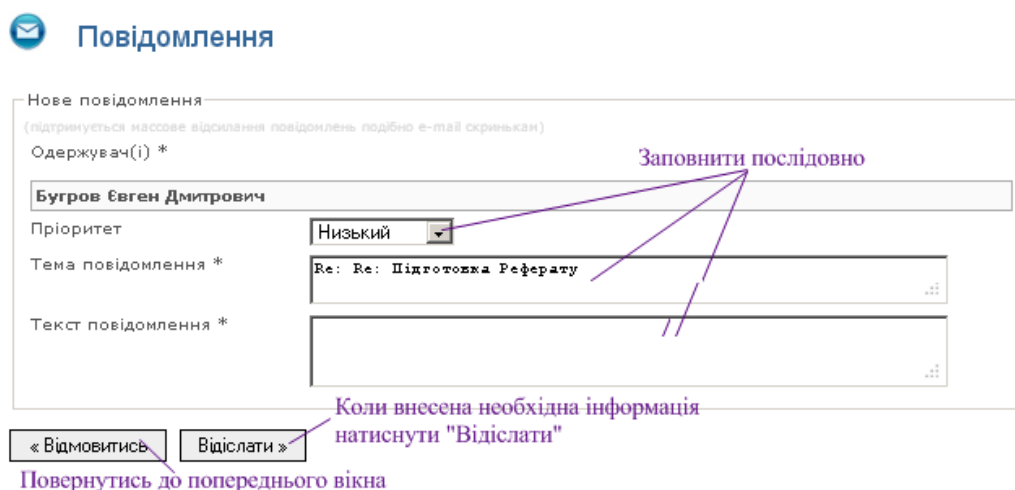 Повідомлення
Нове повідомлення
(підтримується массове відсилання повідомлень подібно e-mail скринькам)
Одержувач(і) *
Заповнити послідовно
Бугров Євген Дмитрович
Пріоритет
Низький
Тема повідомлення *
Re: Re: Підготовка Реферату
Текст повідомлення *
Коли внесена необхідна інформація
натиснути "Відіслати"
« Відмовитись
Відіслати »
Повернутись до попереднього вікна